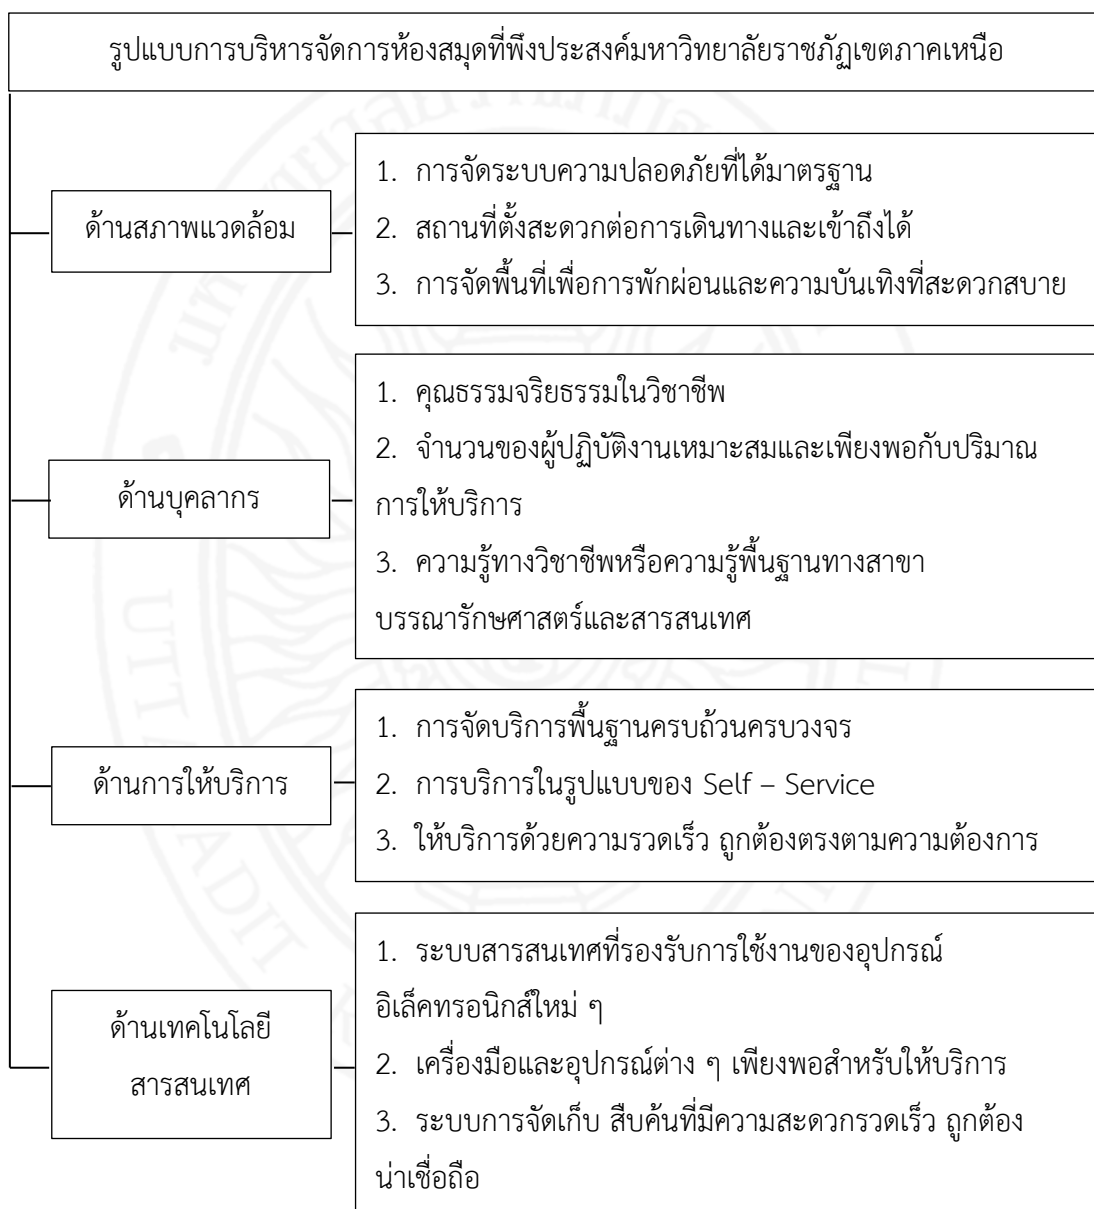 รูปแบบการบริหารจัดการห้องสมุดที่พึงประสงค์มหาวิทยาลัยราชภัฏเขตภาคเหนือ
ด้านสภาพแวดล้อม
1. การจัดระบบความปลอดภัยที่ได้มาตรฐาน
2. สถานที่ตั้งสะดวกต่อการเดินทางและเข้าถึงได้
3. การจัดพื้นที่เพื่อการพักผ่อนและความบันเทิงที่สะดวกสบาย
ด้านบุคลากร
1. คุณธรรมจริยธรรมในวิชาชีพ
2. จำนวนของผู้ปฏิบัติงานเหมาะสมและเพียงพอกับปริมาณ
การให้บริการ
3. ความรู้ทางวิชาชีพหรือความรู้พื้นฐานทางสาขา
บรรณารักษศาสตร์และสารสนเทศ
ด้านการให้บริการ
1. การจัดบริการพื้นฐานครบถ้วนครบวงจร
2. การบริการในรูปแบบของ Self – Service
3. ให้บริการด้วยความรวดเร็ว ถูกต้องตรงตามความต้องการ
ด้านเทคโนโลยี
สารสนเทศ
1. ระบบสารสนเทศที่รองรับการใช้งานของอุปกรณ์
อิเล็คทรอนิกส์ใหม่ ๆ
2. เครื่องมือและอุปกรณ์ต่าง ๆ เพียงพอสำหรับให้บริการ
3. ระบบการจัดเก็บ สืบค้นที่มีความสะดวกรวดเร็ว ถูกต้อง
น่าเชื่อถือ